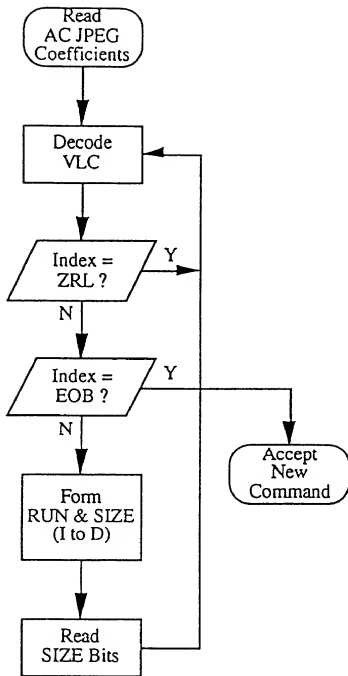 Read
AC JPEG
Coefficients
Decode
VLC
Index =
ZRL ?
Y
N
Index =
EOB ?
Y
N
Accept
New
Command
Form
RUN & SIZE
(I to D)
Read
SIZE Bits